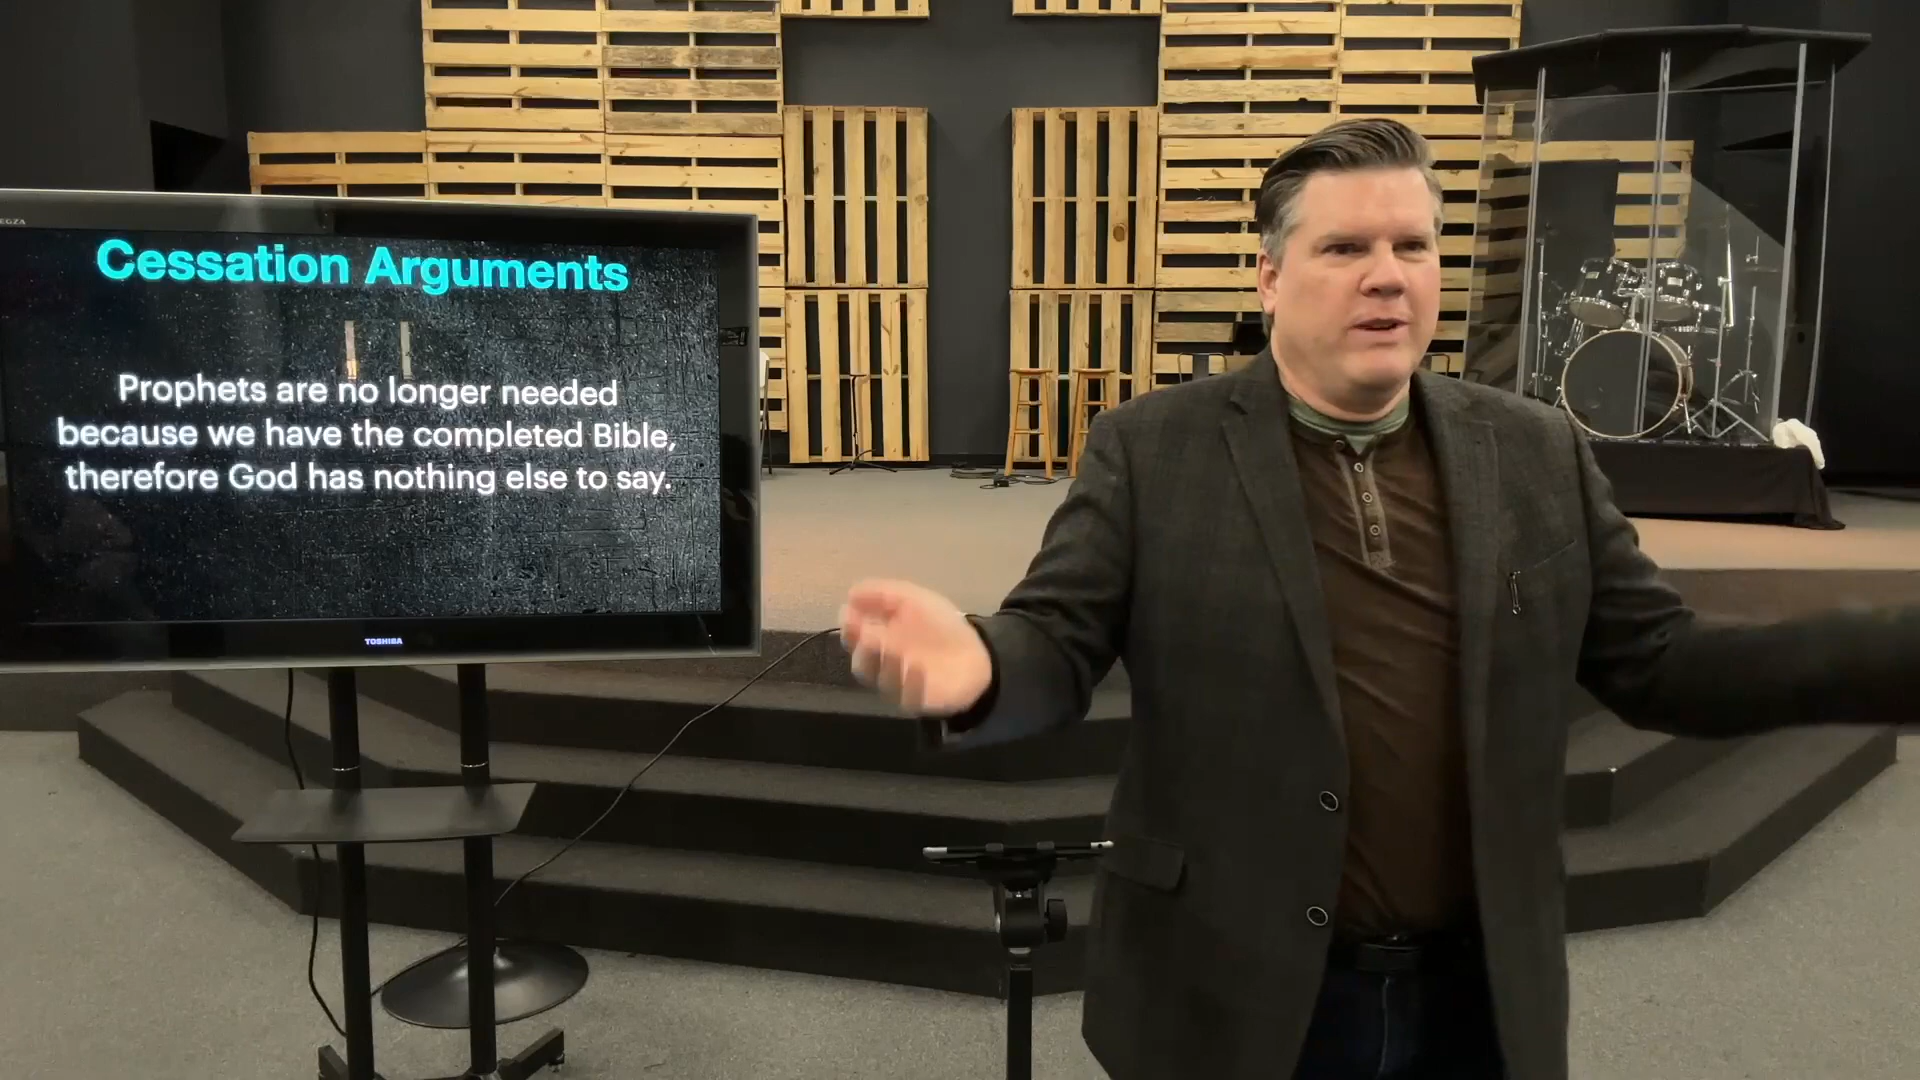 EGZA
Cessation Arguments
Prophets are no longer needed
because we have the completed Bible,
therefore God has nothing else to say.
TOSHIBA